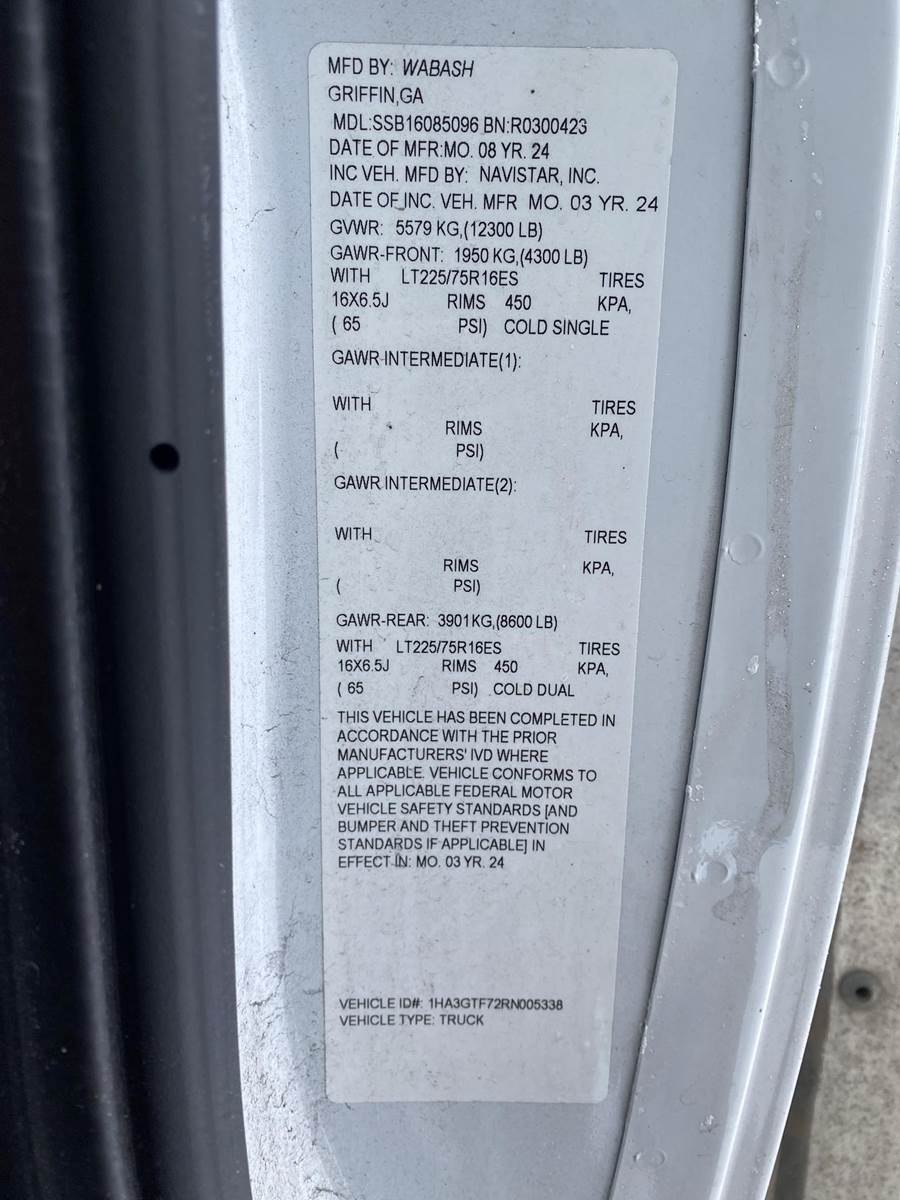 MFD BY: WABASH
GRIFFIN,GA
MDL:SSB16085096 BN:R0300423
DATE OF MFR:MO. 08 YR. 24
INC VEH. MFD BY: NAVISTAR, INC.
DATE OF INC. VEH. MFR MO. 03 YR. 24
GVWR: 5579 KG,(12300 LB)
GAWR-FRONT: 1950 KG,(4300 LB)
WITH LT225/75R16ES TIRES
16X6.5J RIMS 450 KPA,
( 65 PSI) COLD SINGLE
GAWR INTERMEDIATE(1):
WITH TIRES
RIMS KPA,
( PSI)
GAWR INTERMEDIATE(2):
WITH TIRES
RIMS KPA,
( PSI)
GAWR-REAR: 3901KG,(8600 LB)
WITH LT225/75R16ES TIRES
16X6.5J RIMS 450 KPA,
( 65 PSI) COLD DUAL
THIS VEHICLE HAS BEEN COMPLETED IN
ACCORDANCE WITH THE PRIOR
MANUFACTURERS' IVD WHERE
APPLICABLE. VEHICLE CONFORMS TO
ALL APPLICABLE FEDERAL MOTOR
VEHICLE SAFETY STANDARDS [AND
BUMPER AND THEFT PREVENTION
STANDARDS IF APPLICABLE] IN
EFFECT IN: MO. 03 YR. 24
VEHICLE ID#: 1HA3GTF72RN005338
VEHICLE TYPE: TRUCK